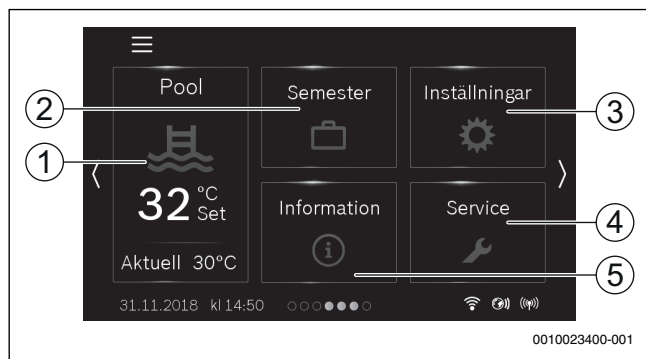 Pool
Semester
Inställningar
2
3
1
32 °C
Set
Information
Service
4
Aktuell 30°C
5
31.11.2018 kl 14:50
0010023400-001